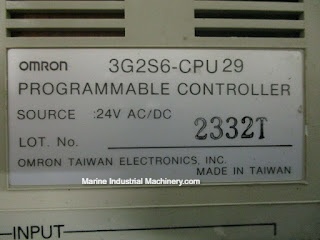 OMRON 3G2S6-CPU29
PROGRAMMABLE CONTROLLER
SOURCE :24V AC/DC
LOT. No. 2332T
OMRON TAIWAN ELECTRONICS, INC.
MADE IN TAIWAN
Marine Industrial Machinery.com
INPUT